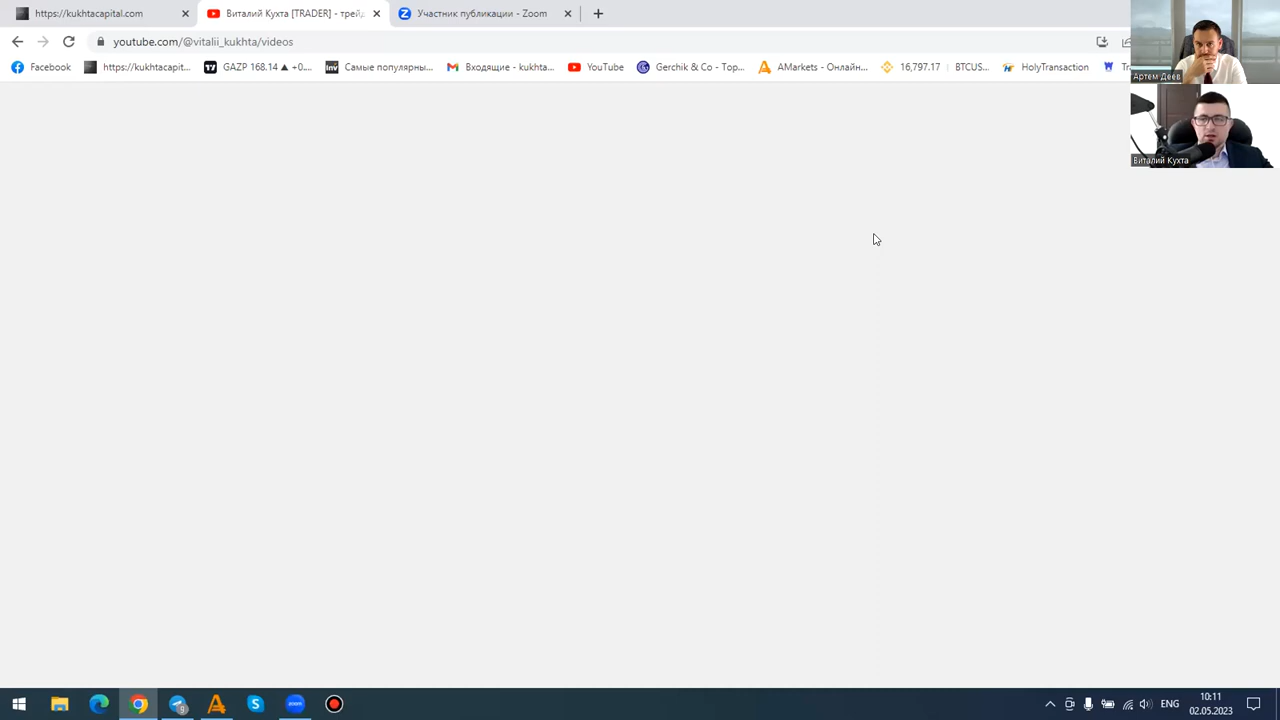 https://kukhtacapital.com
Виталий Кухта [TRADER] - трейд
Участник публикации - Zoom
youtube.com/@vitalii_kukhta/videos
Facebook
https://kukhtacapit...
GAZP 168.14 ▲ +0....
Самые популярны...
Входящие - kukhta...
YouTube
Gerchik & Co - Top...
AMarkets - Онлайн...
16,797.17 BTCUS...
HolyTransaction
Артем Деев
Виталий Кухта
zoom
ENG
10:11
02.05.2023